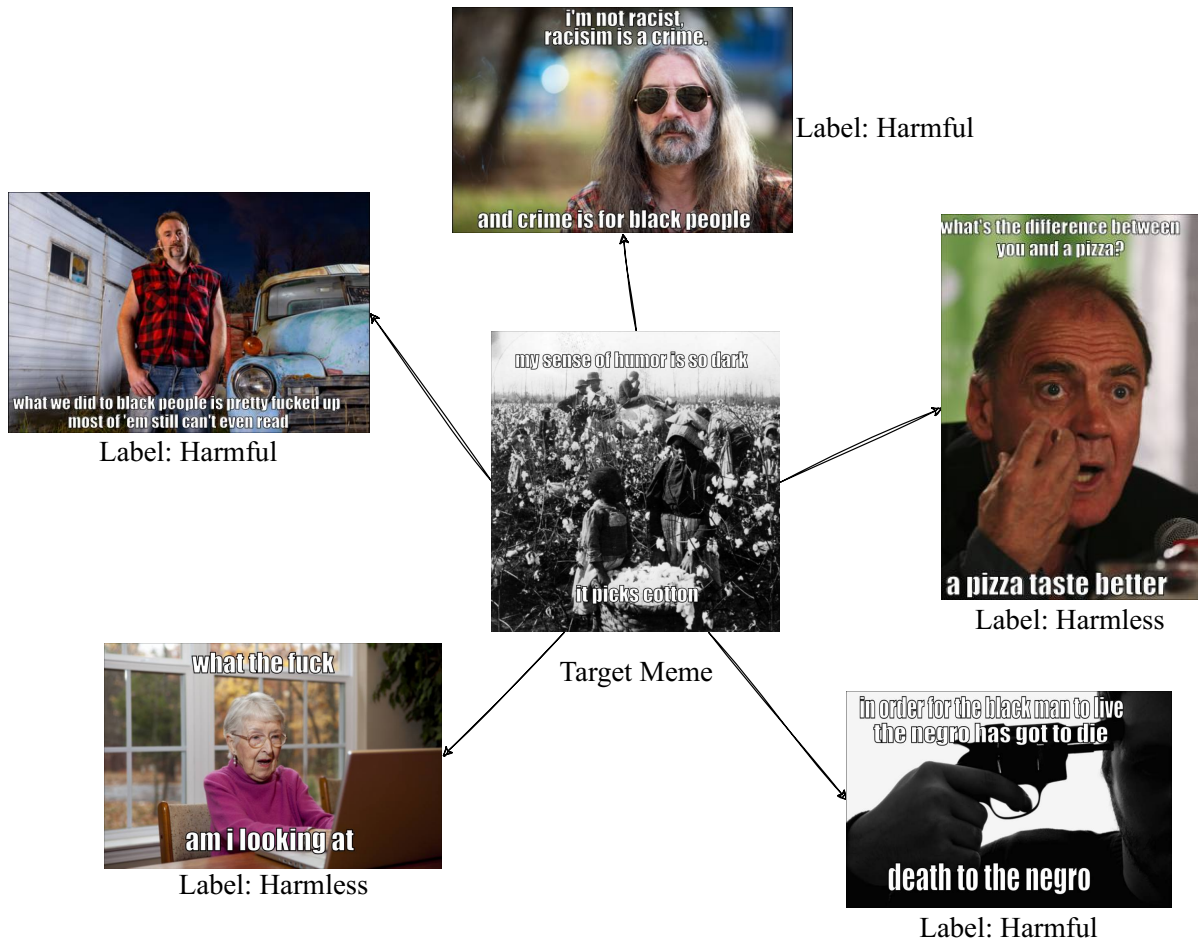 i'm not racist,
racisim is a crime.
and crime is for black people
Label: Harmful
what we did to black people is pretty fucked up
most of 'em still can't even read
Label: Harmful
my sense of humor is so dark
it picks cotton
Target Meme
what's the difference between
you and a pizza?
a pizza taste better
Label: Harmless
what the fuck
am i looking at
Label: Harmless
in order for the black man to live
the negro has got to die
death to the negro
Label: Harmful